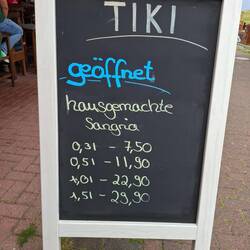 TIKI
geöffnet
hausgemachte
Sangria
0,3l - 7,50
0,5l - 11,90
1,0l - 22,90
1,5l - 29,90